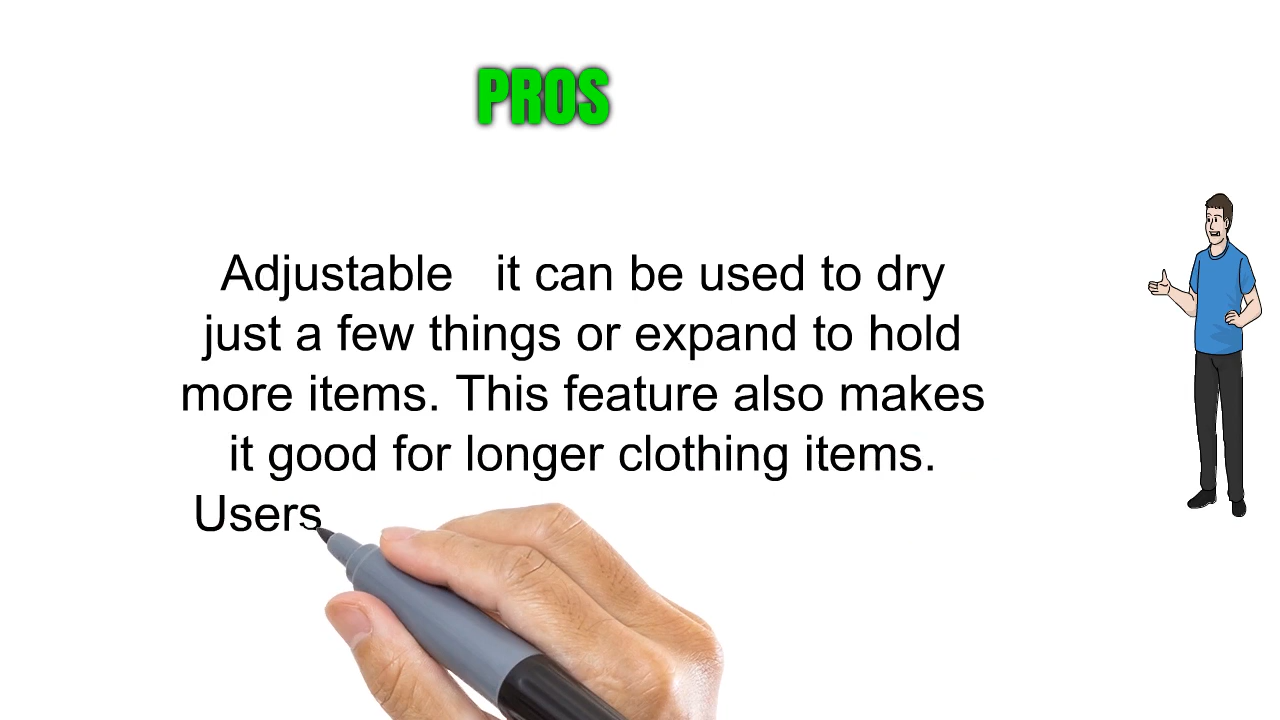 PROS
Adjustable   it can be used to dry
just a few things or expand to hold
more items. This feature also makes
it good for longer clothing items.
Users